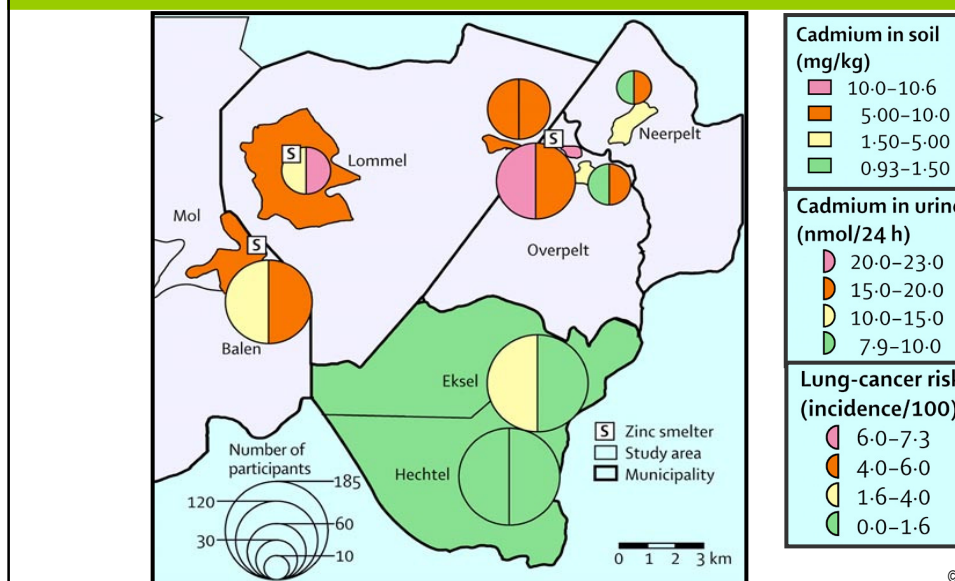 Cadmium in soil
(mg/kg)
10·0–10·6
5·00–10·0
1·50–5·00
0·93–1·50
Cadmium in urine
(nmol/24 h)
20·0–23·0
15·0–20·0
10·0–15·0
7·9–10·0
Lung-cancer risk
(incidence/100)
6·0–7·3
4·0–6·0
1·6–4·0
0·0–1·6
Neerpelt
S
S
Lommel
Mol
S
Overpelt
Balen
Eksel
Hechtel
S Zinc smelter
Study area
Municipality
Number of
participants
185
120
60
30
10
0 1 2 3 km
©